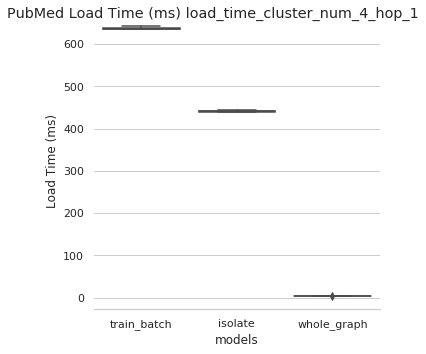 PubMed Load Time (ms) load_time_cluster_num_4_hop_1
600
500
400
300
200
100
0
Load Time (ms)
train_batch
isolate
whole_graph
models